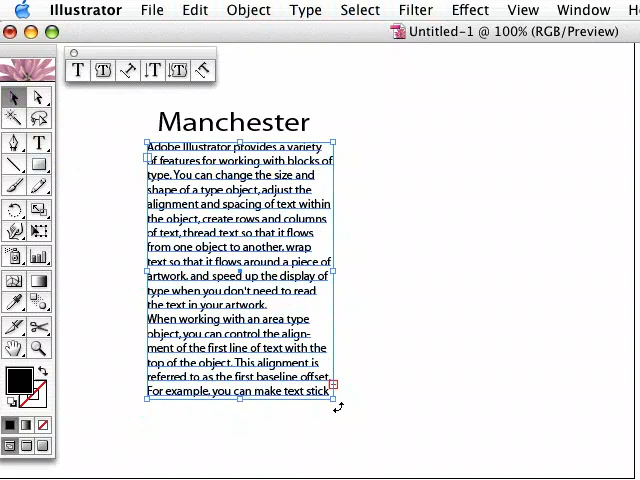 Illustrator File Edit Object Type Select Filter Effect View Window H
Untitled-1 @ 100% (RGB/Preview)
Manchester
Adobe Illustrator provides a variety
of features for working with blocks of
type. You can change the size and
shape of a type object, adjust the
alignment and spacing of text within
the object, create rows and columns
of text, thread text so that it flows
from one object to another, wrap
text so that it flows around a piece of
artwork, and speed up the display of
type when you don't need to read
the text in your artwork.
When working with an area type
object, you can control the align-
ment of the first line of text with the
top of the object. This alignment is
referred to as the first baseline offset.
For example, you can make text stick